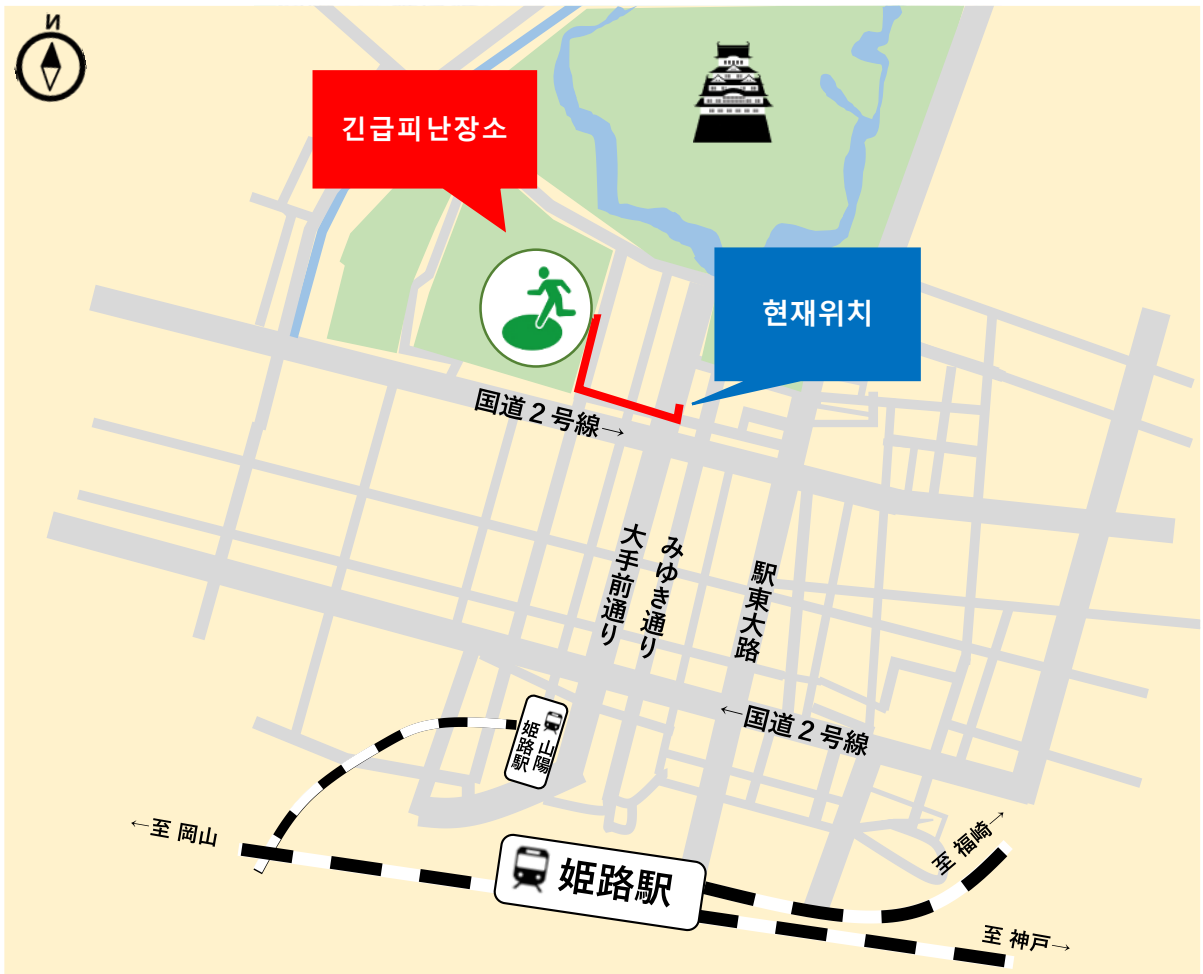 N
긴급피난장소
현재위치
国道２号線→
大手前通り
みゆき通り
駅東大路
←国道２号線
山陽
姫路駅
←至 岡山
姫路駅
至 福崎→
至 神戸→